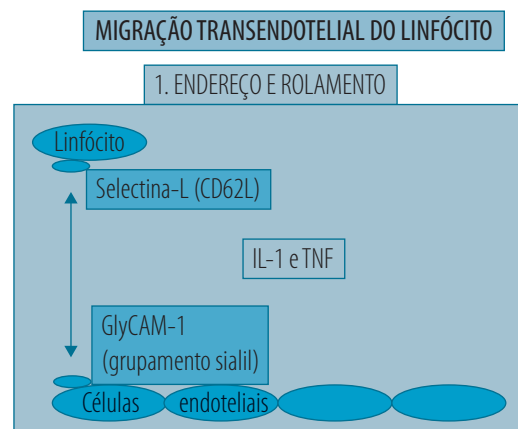 MIGRAÇÃO TRANSENDOTELIAL DO LINFÓCITO
1. ENDEREÇO E ROLAMENTO
Linfócito
Selectina-L (CD62L)
IL-1 e TNF
GlyCAM-1
(grupamento sialil)
Células endoteliais